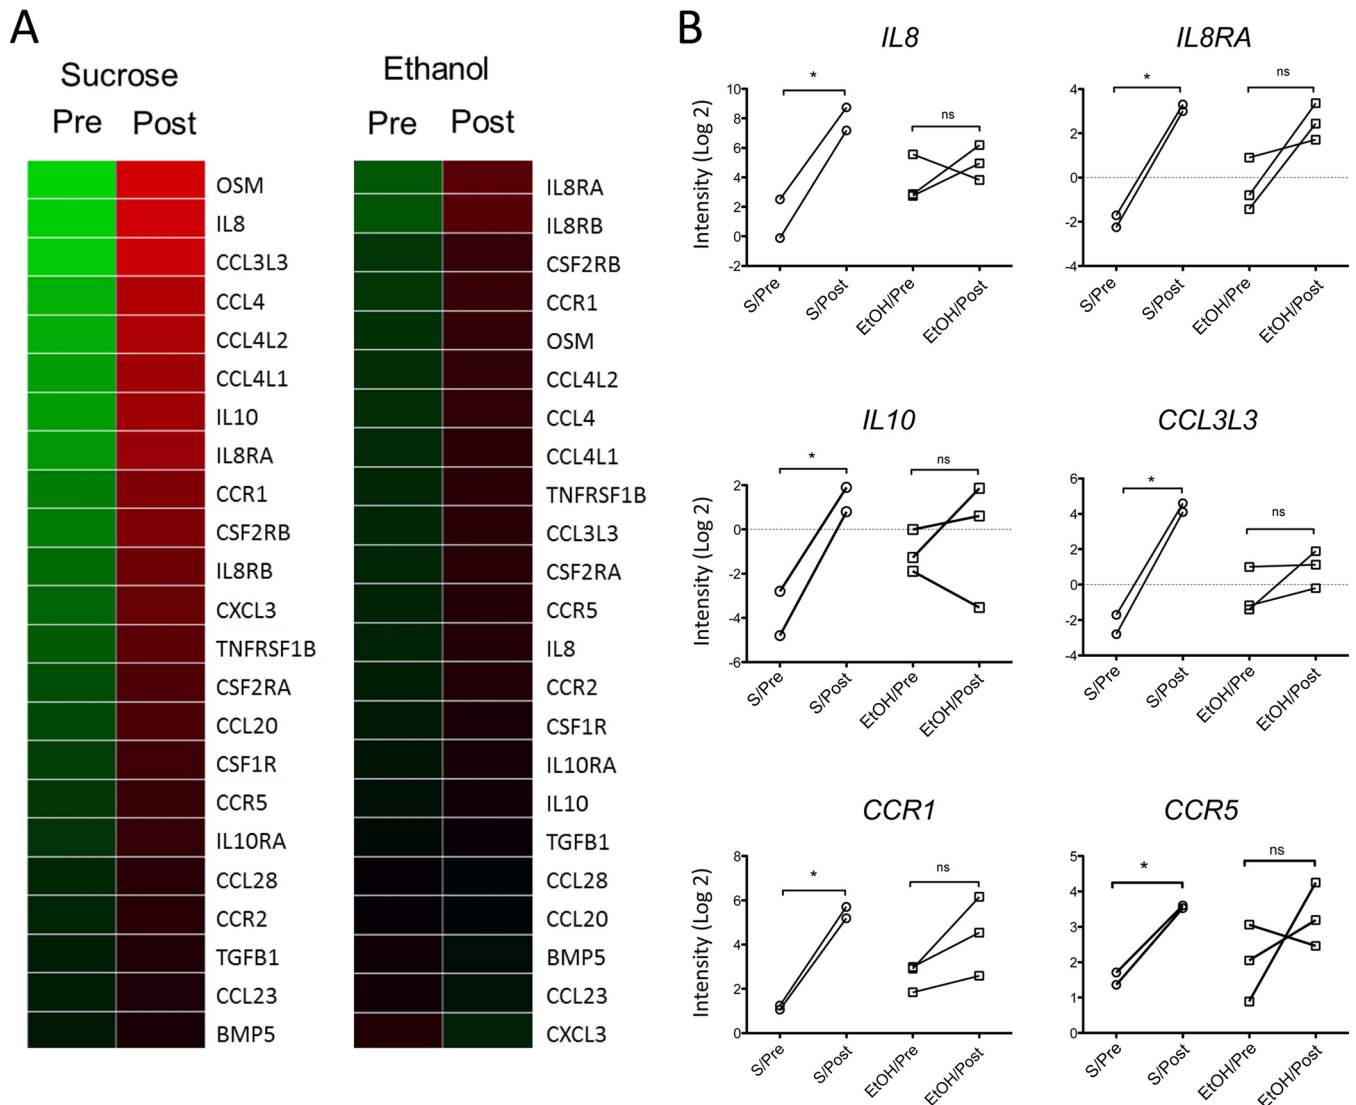 A
Sucrose
Pre Post
OSM
IL8
CCL3L3
CCL4
CCL4L2
CCL4L1
IL10
IL8RA
CCR1
CSF2RB
IL8RB
CXCL3
TNFRSF1B
CSF2RA
CCL20
CSF1R
CCR5
IL10RA
CCL28
CCR2
TGFB1
CCL23
BMP5
Ethanol
Pre Post
IL8RA
IL8RB
CSF2RB
CCR1
OSM
CCL4L2
CCL4
CCL4L1
TNFRSF1B
CCL3L3
CSF2RA
CCR5
IL8
CCR2
CSF1R
IL10RA
IL10
TGFB1
CCL28
CCL20
BMP5
CCL23
CXCL3
B
IL8
Intensity (Log 2)
10
8
6
4
2
0
-2
*
ns
S/Pre
S/Post
EtOH/Pre
EtOH/Post
IL8RA
4
2
0
-2
-4
*
ns
S/Pre
S/Post
EtOH/Pre
EtOH/Post
IL10
Intensity (Log 2)
2
0
-2
-4
-6
*
ns
S/Pre
S/Post
EtOH/Pre
EtOH/Post
CCL3L3
6
4
2
0
-2
-4
*
ns
S/Pre
S/Post
EtOH/Pre
EtOH/Post
CCR1
Intensity (Log 2)
8
6
4
2
0
*
ns
S/Pre
S/Post
EtOH/Pre
EtOH/Post
CCR5
5
4
3
2
1
0
*
ns
S/Pre
S/Post
EtOH/Pre
EtOH/Post